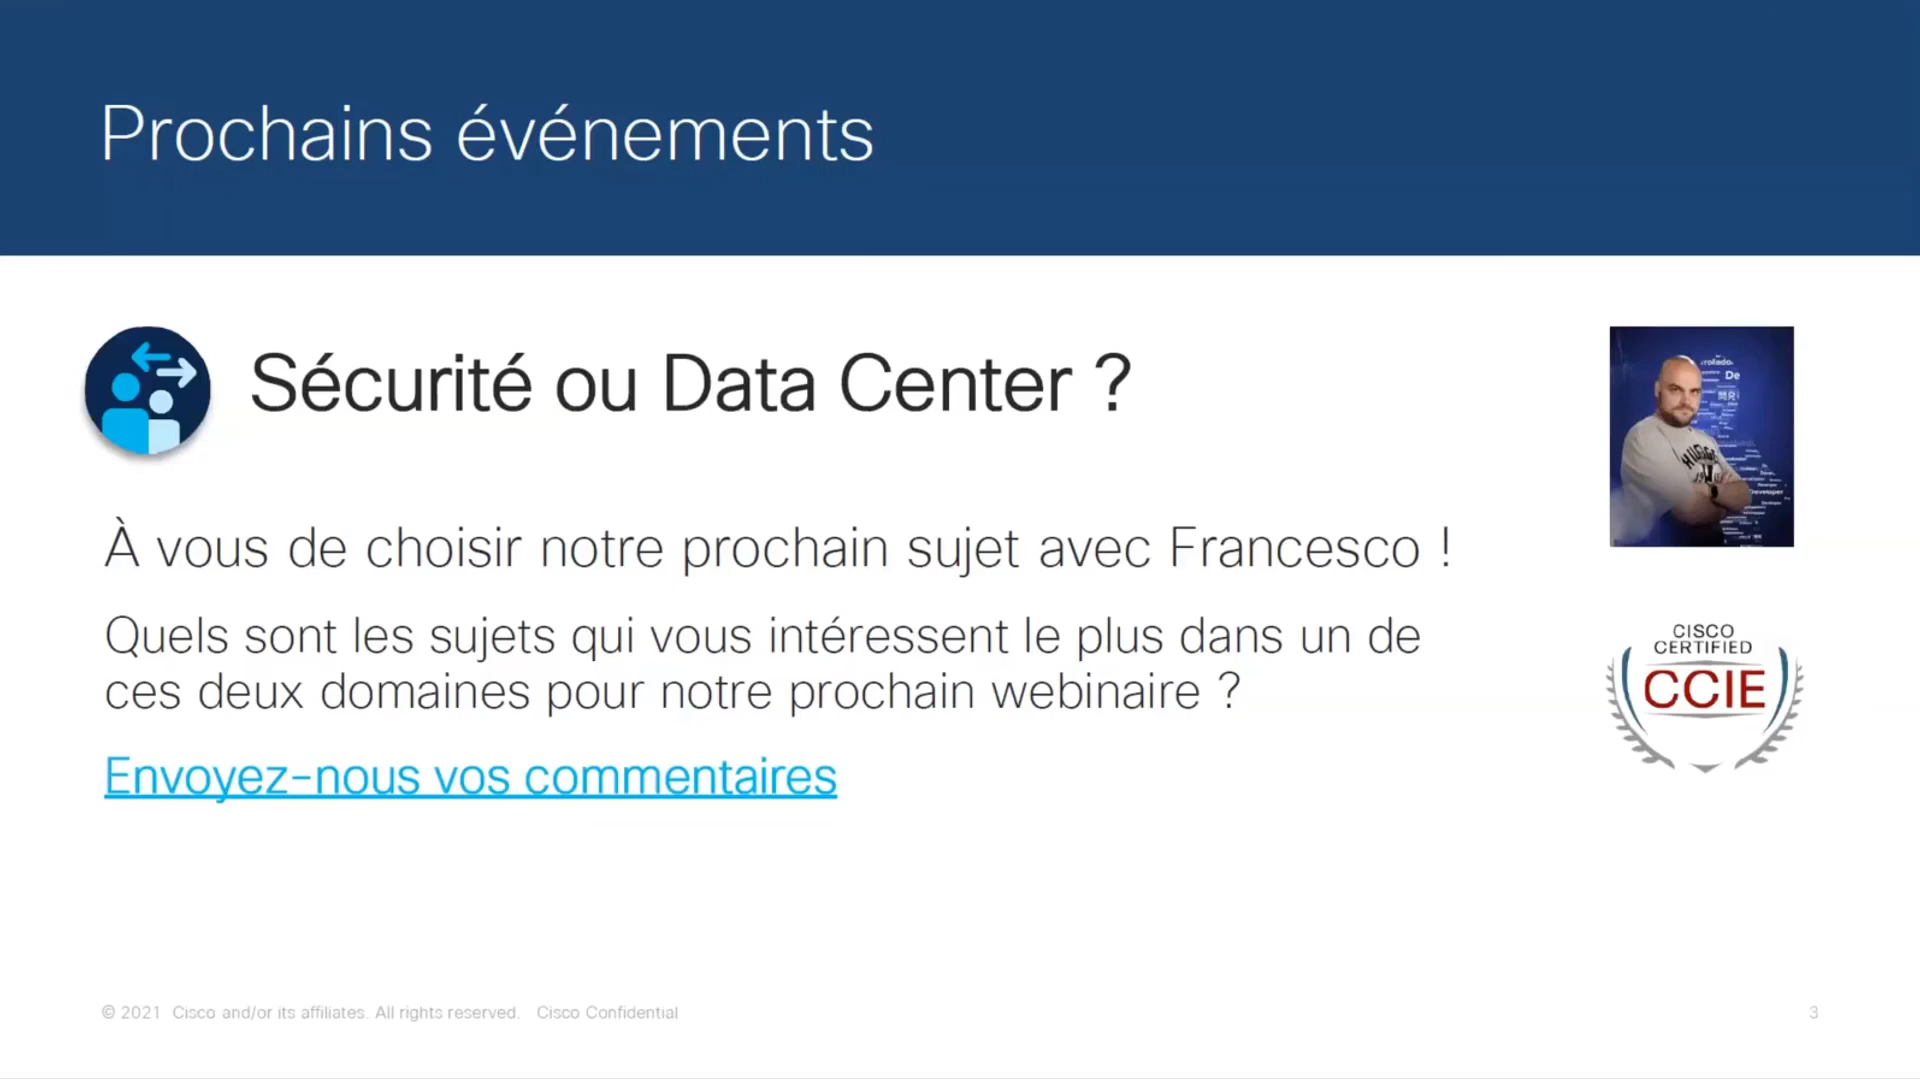 Prochains événements
Sécurité ou Data Center ?
À vous de choisir notre prochain sujet avec Francesco !
Quels sont les sujets qui vous intéressent le plus dans un de
ces deux domaines pour notre prochain webinaire ?
Envoyez-nous vos commentaires
De
Developer
CISCO
CERTIFIED
CCIE
© 2021 Cisco and/or its affiliates. All rights reserved. Cisco Confidential
3